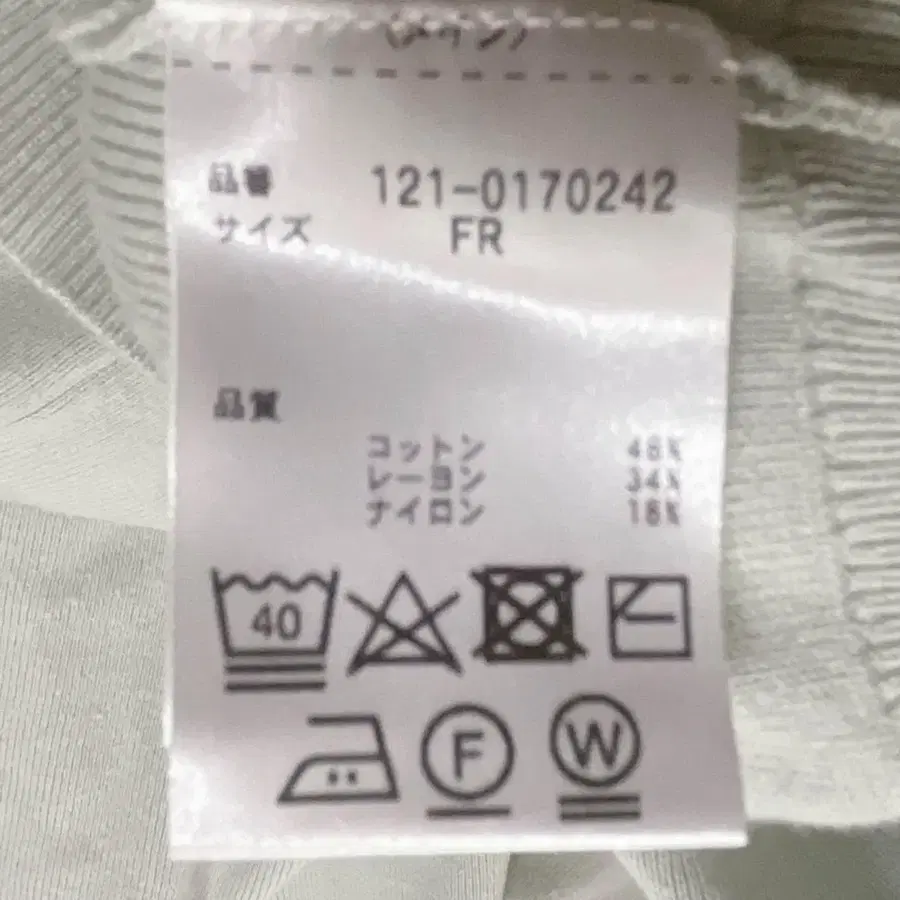 品番 121-0170242
サイズ FR
品質
コットン 48%
レーヨン 34%
ナイロン 18%
40
F W